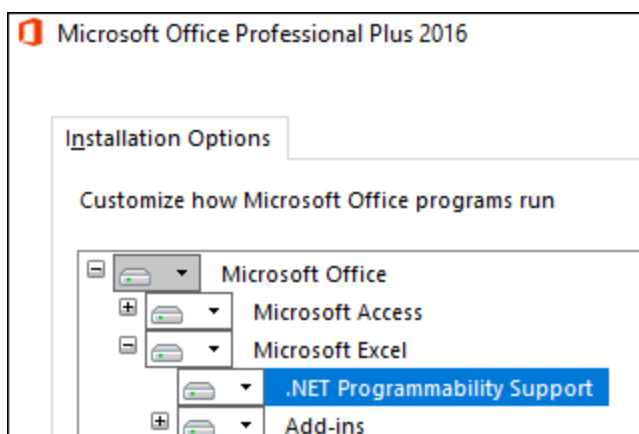 Microsoft Office Professional Plus 2016
Installation Options
Customize how Microsoft Office programs run
Microsoft Office
Microsoft Access
Microsoft Excel
.NET Programmability Support
Add-ins